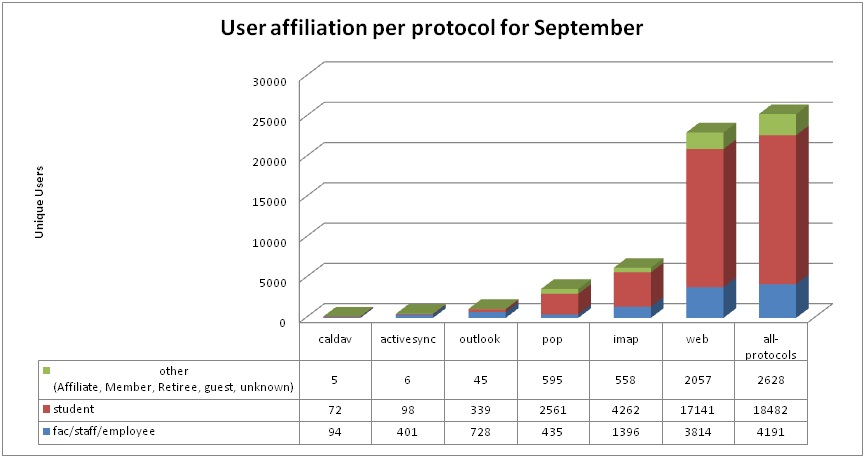 User affiliation per protocol for September
Unique Users
30000
25000
20000
15000
10000
5000
0
caldav activesync outlook pop imap web all-
protocols
other
(Affiliate, Member, Retiree, guest, unknown) 5 6 45 595 558 2057 2628
student 72 98 339 2561 4262 17141 18482
fac/staff/employee 94 401 728 435 1396 3814 4191